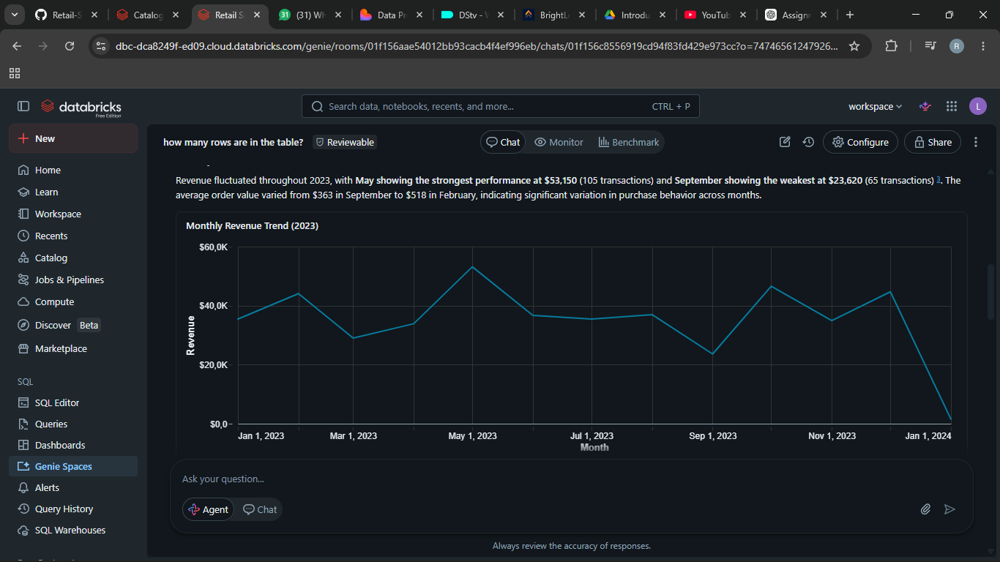 Retail-S
Catalog
Retail S
(31) Wh
Data Pr
DStv - \
BrightL
Introdu
YouTub
Assignm
dbc-dca8249f-ed09.cloud.databricks.com/genie/rooms/01f156aae54012bb93cacb4f4ef996eb/chats/01f156c8556919cd94f83fd429e973cc?o=74746561247926...
R
databricks
Free Edition
Search data, notebooks, recents, and more...
CTRL + P
workspace
L
New
how many rows are in the table?
Reviewable
Chat
Monitor
Benchmark
Configure
Share
Home
Learn
Workspace
Recents
Catalog
Jobs & Pipelines
Compute
Discover Beta
Marketplace
SQL
SQL Editor
Queries
Dashboards
Genie Spaces
Alerts
Query History
SQL Warehouses
Revenue fluctuated throughout 2023, with May showing the strongest performance at $53,150 (105 transactions) and September showing the weakest at $23,620 (65 transactions) 3. The
average order value varied from $363 in September to $518 in February, indicating significant variation in purchase behavior across months.
Monthly Revenue Trend (2023)
$60,0K
$40,0K
$20,0K
$0,0
Revenue
Jan 1, 2023
Mar 1, 2023
May 1, 2023
Jul 1, 2023
Sep 1, 2023
Nov 1, 2023
Jan 1, 2024
Month
Ask your question...
Agent
Chat
Always review the accuracy of responses.